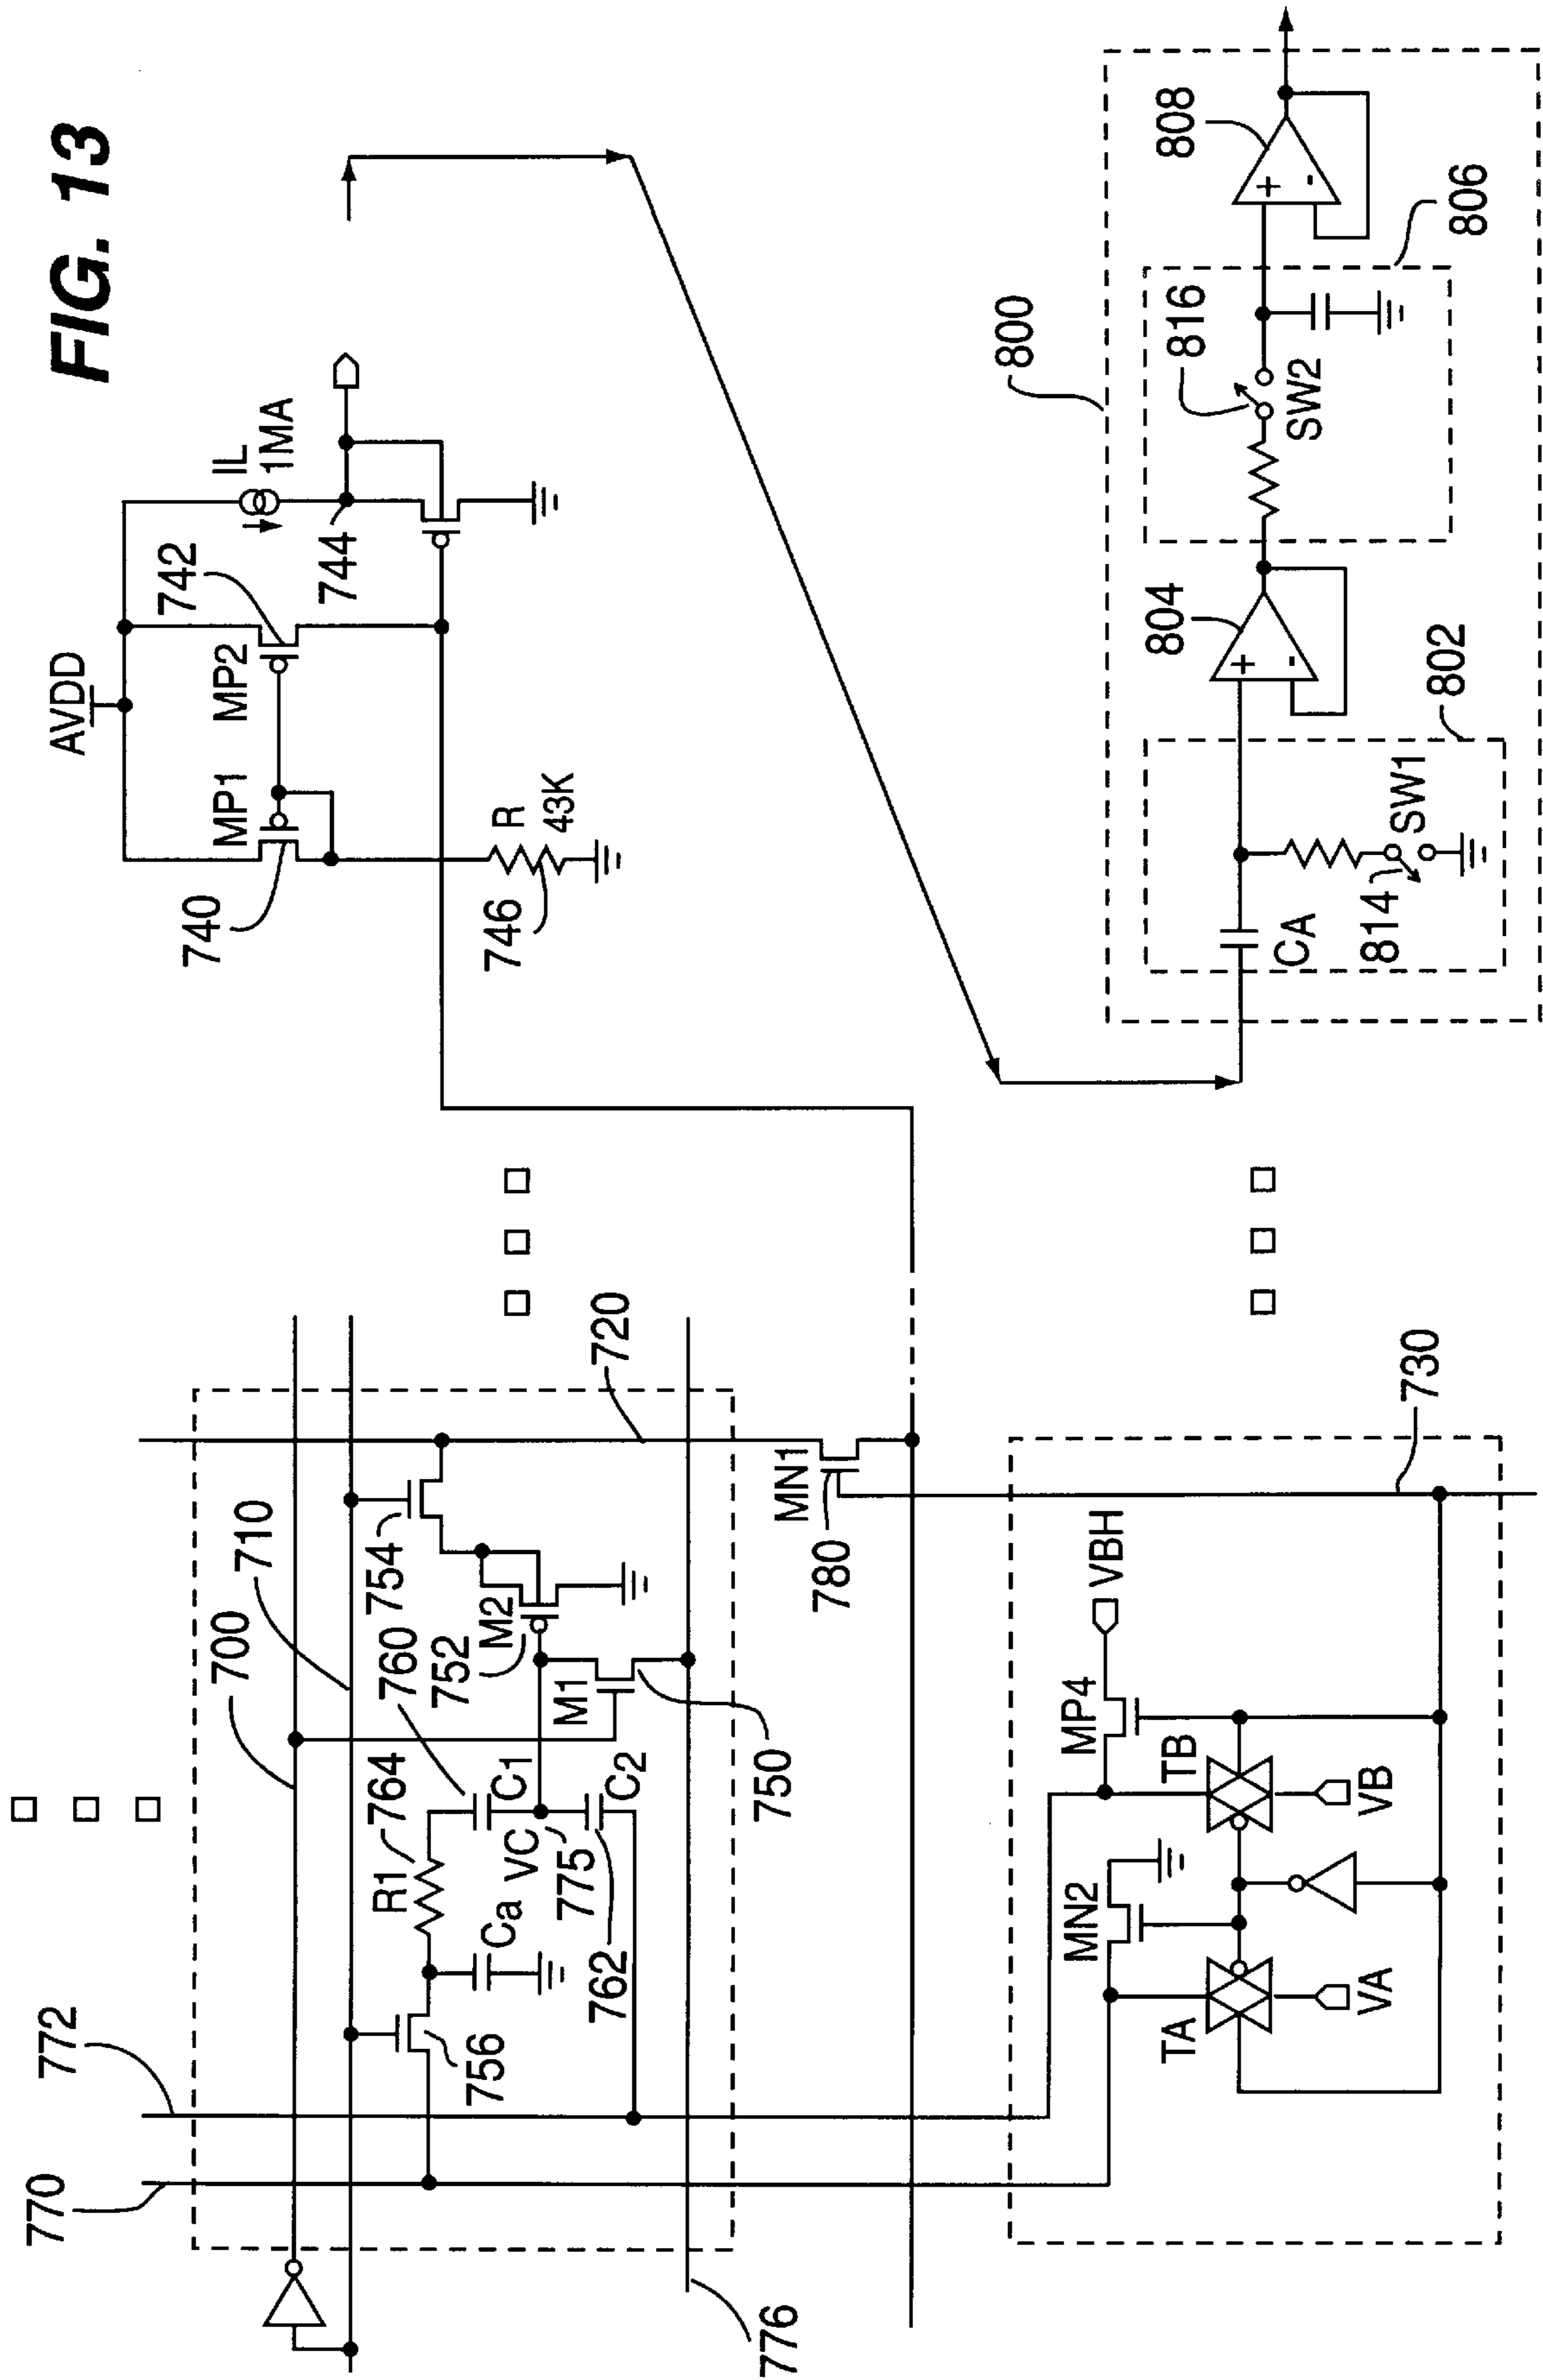 FIG. 13
AVDD
MP1
MP2
740
742
IL
1MA
744
R
43K
746
770
772
700
710
720
754
756
R1
764
760
C1
Ca
VC
775
C2
762
M2
752
M1
750
776
MN1
780
730
VBH
MP4
TB
VB
MN2
TA
VA
800
802
CA
814
SW1
804
+
-
816
SW2
806
808
+
-